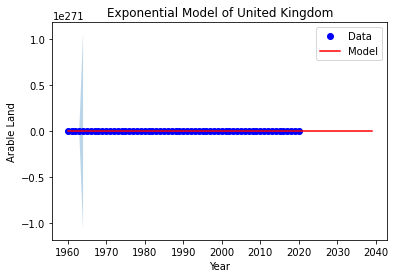 Exponential Model of United Kingdom
1e271
1.0
0.5
0.0
−0.5
−1.0
Arable Land
Data
Model
1960 1970 1980 1990 2000 2010 2020 2030 2040
Year